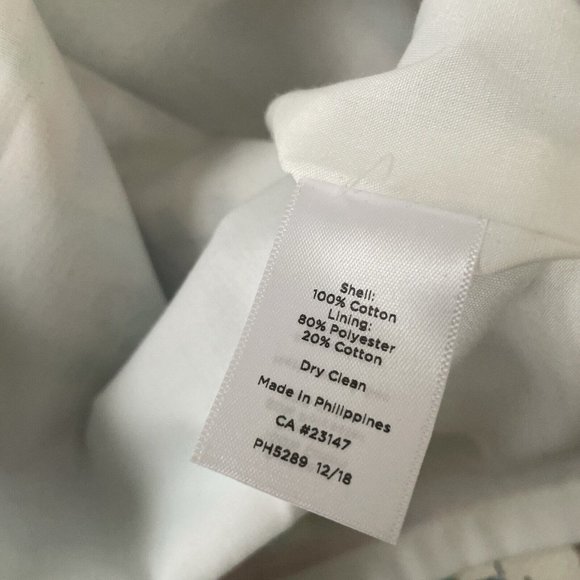 Shell:
100% Cotton
Lining:
80% Polyester
20% Cotton
Dry Clean
Made in Philippines
CA #23147
PH5289 12/18